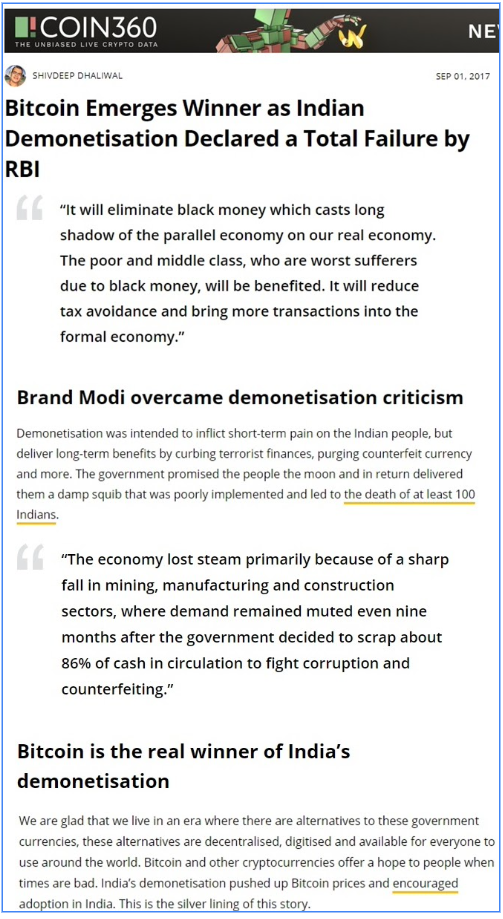 COIN360
THE UNBIASED LIVE CRYPTO DATA
NE
SHIVDEEP DHALIWAL
SEP 01, 2017
Bitcoin Emerges Winner as Indian
Demonetisation Declared a Total Failure by
RBI
“It will eliminate black money which casts long
shadow of the parallel economy on our real economy.
The poor and middle class, who are worst sufferers
due to black money, will be benefited. It will reduce
tax avoidance and bring more transactions into the
formal economy.”
Brand Modi overcame demonetisation criticism
Demonetisation was intended to inflict short-term pain on the Indian people, but
deliver long-term benefits by curbing terrorist finances, purging counterfeit currency
and more. The government promised the people the moon and in return delivered
them a damp squib that was poorly implemented and led to the death of at least 100
Indians.
“The economy lost steam primarily because of a sharp
fall in mining, manufacturing and construction
sectors, where demand remained muted even nine
months after the government decided to scrap about
86% of cash in circulation to fight corruption and
counterfeiting.”
Bitcoin is the real winner of India’s
demonetisation
We are glad that we live in an era where there are alternatives to these government
currencies, these alternatives are decentralised, digitised and available for everyone to
use around the world. Bitcoin and other cryptocurrencies offer a hope to people when
times are bad. India’s demonetisation pushed up Bitcoin prices and encouraged
adoption in India. This is the silver lining of this story.